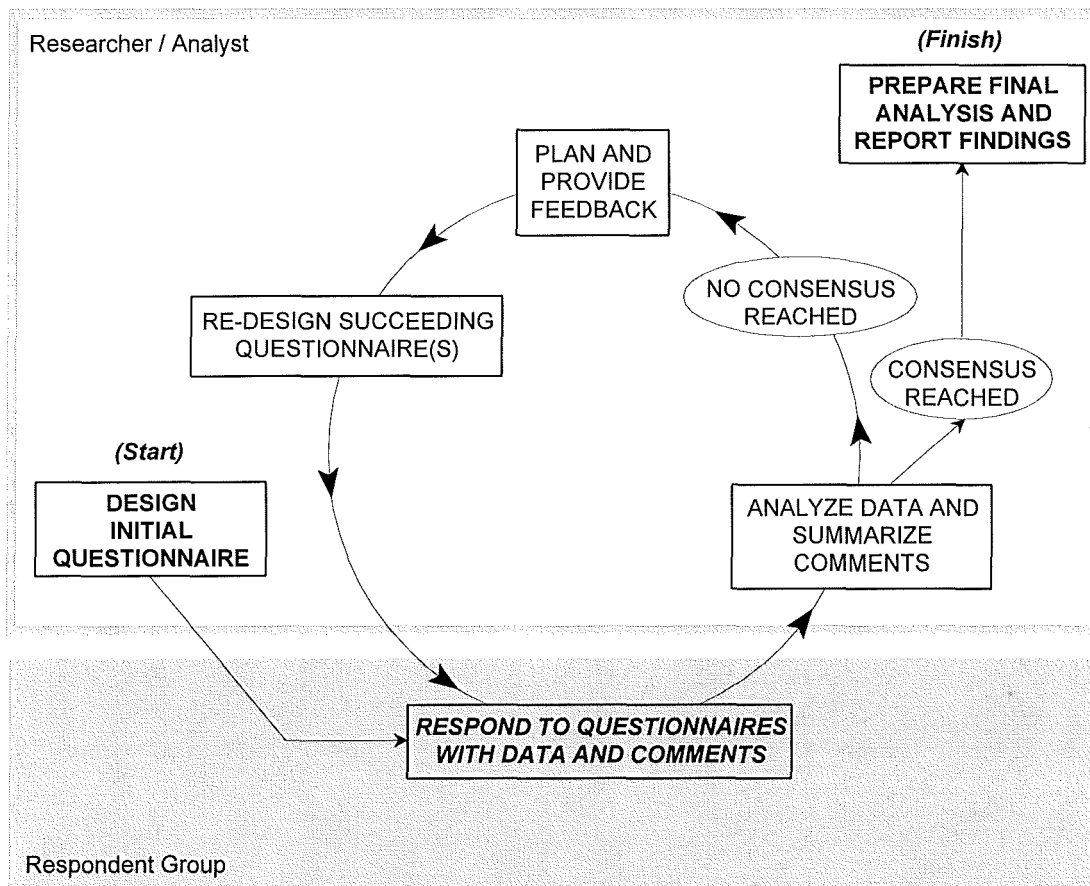 Researcher / Analyst
(Finish)
PREPARE FINAL
ANALYSIS AND
REPORT FINDINGS
PLAN AND
PROVIDE
FEEDBACK
NO CONSENSUS
REACHED
RE-DESIGN SUCCEEDING
QUESTIONNAIRE(S)
CONSENSUS
REACHED
(Start)
DESIGN
INITIAL
QUESTIONNAIRE
ANALYZE DATA AND
SUMMARIZE
COMMENTS
RESPOND TO QUESTIONNAIRES
WITH DATA AND COMMENTS
Respondent Group